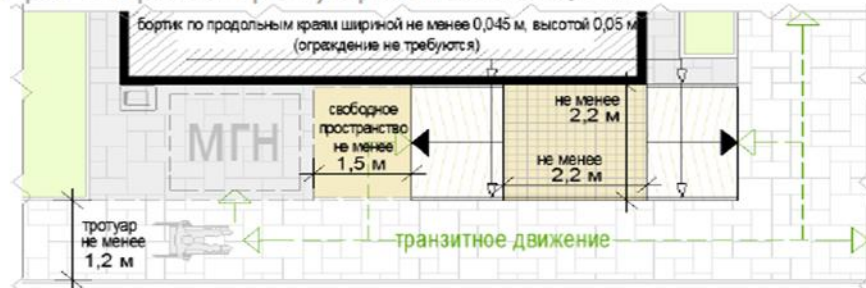 бортик по продольным краям шириной не менее 0,045 м, высотой 0,05 м
(ограждение не требуются)
свободное
пространство
не менее
1,5 м
МГН
не менее
2,2 м
не менее
2,2 м
тротуар
не менее
1,2 м
транзитное движение